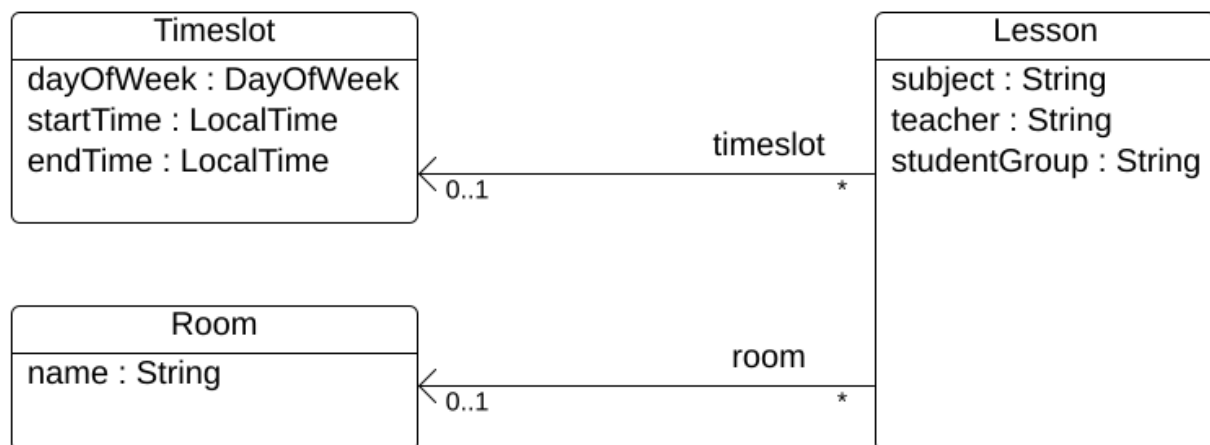 Timeslot
dayOfWeek : DayOfWeek
startTime : LocalTime
endTime : LocalTime
timeslot
0..1
*
Lesson
subject : String
teacher : String
studentGroup : String
Room
name : String
room
0..1
*